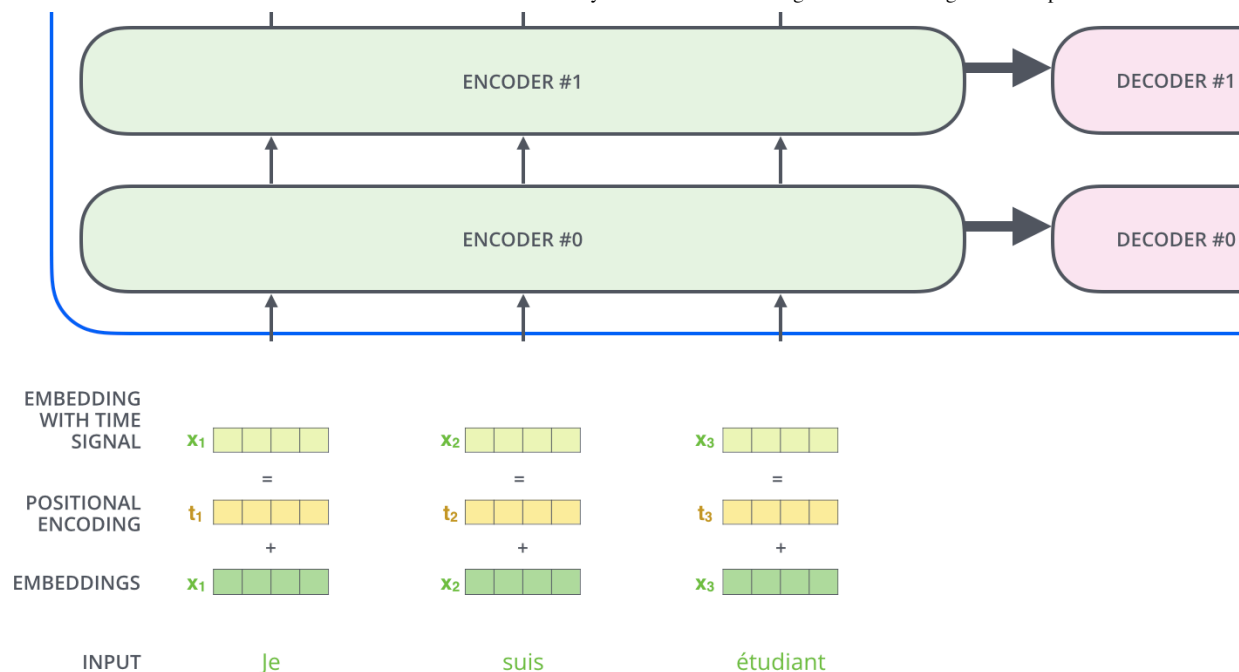 ENCODER #1
DECODER #1
ENCODER #0
DECODER #0
EMBEDDING
WITH TIME
SIGNAL
x₁ x₂ x₃
= = =
POSITIONAL
ENCODING
t₁ t₂ t₃
+ + +
EMBEDDINGS x₁ x₂ x₃
INPUT Je suis étudiant